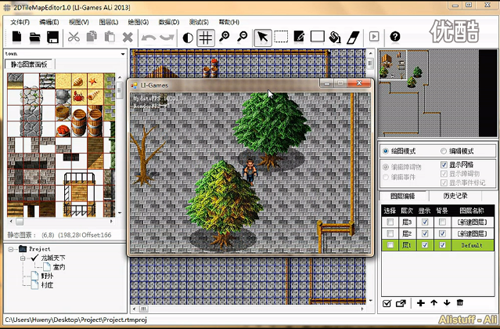 2DTileMapEditor1.0 [LI-Games ALi 2013]
优酷
文件(F) 编辑(E) 视图(V) 图层(L) 绘图(G) 数据(D) 测试(S) 帮助(H)
town
静态图素面板
LI-Games
绘图模式 编辑模式
编辑障碍物 显示网格
编辑事件 显示障碍物
显示事件标记
图层编辑 历史记录
选择 层次 显示 背景 图层名称
层3 (新建图层)
层2 (新建图层)
层1 Default
静态图素: (6,8) (198,28 Offset:166
Project
龙城天下
室内
野外
村庄
C:\Users\Hweny\Desktop\Project\Project.rtmproj
Alistuff - Ali